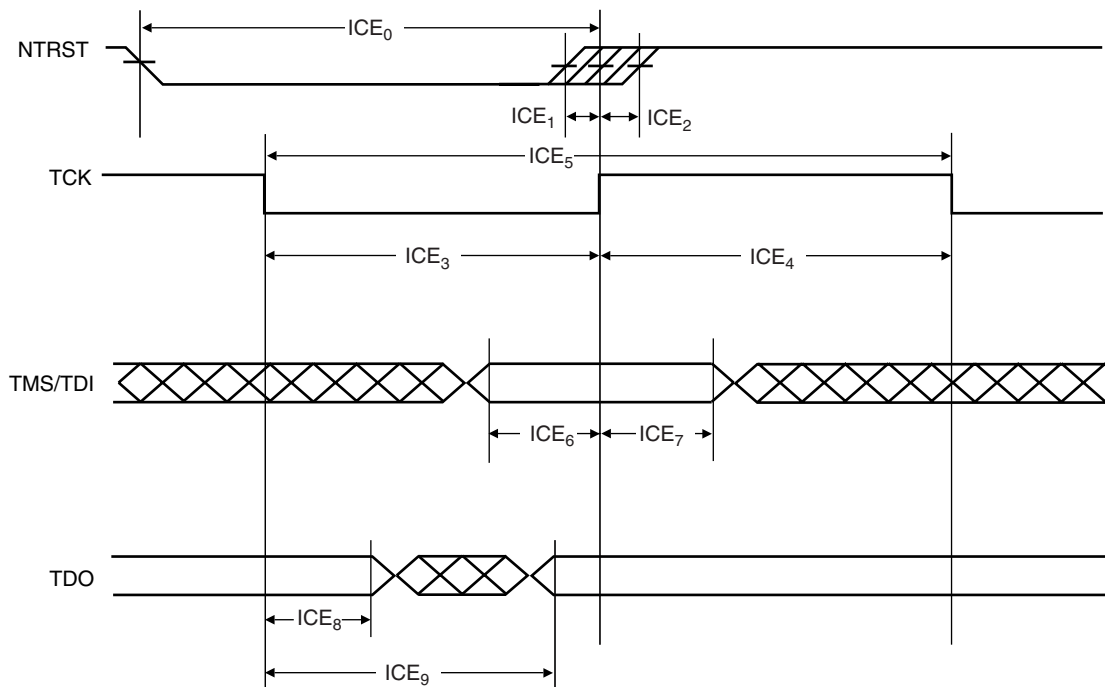 ICE₀
NTRST
ICE₁ ICE₂
ICE₅
TCK
ICE₃ ICE₄
TMS/TDI
ICE₆ ICE₇
TDO
ICE₈
ICE₉